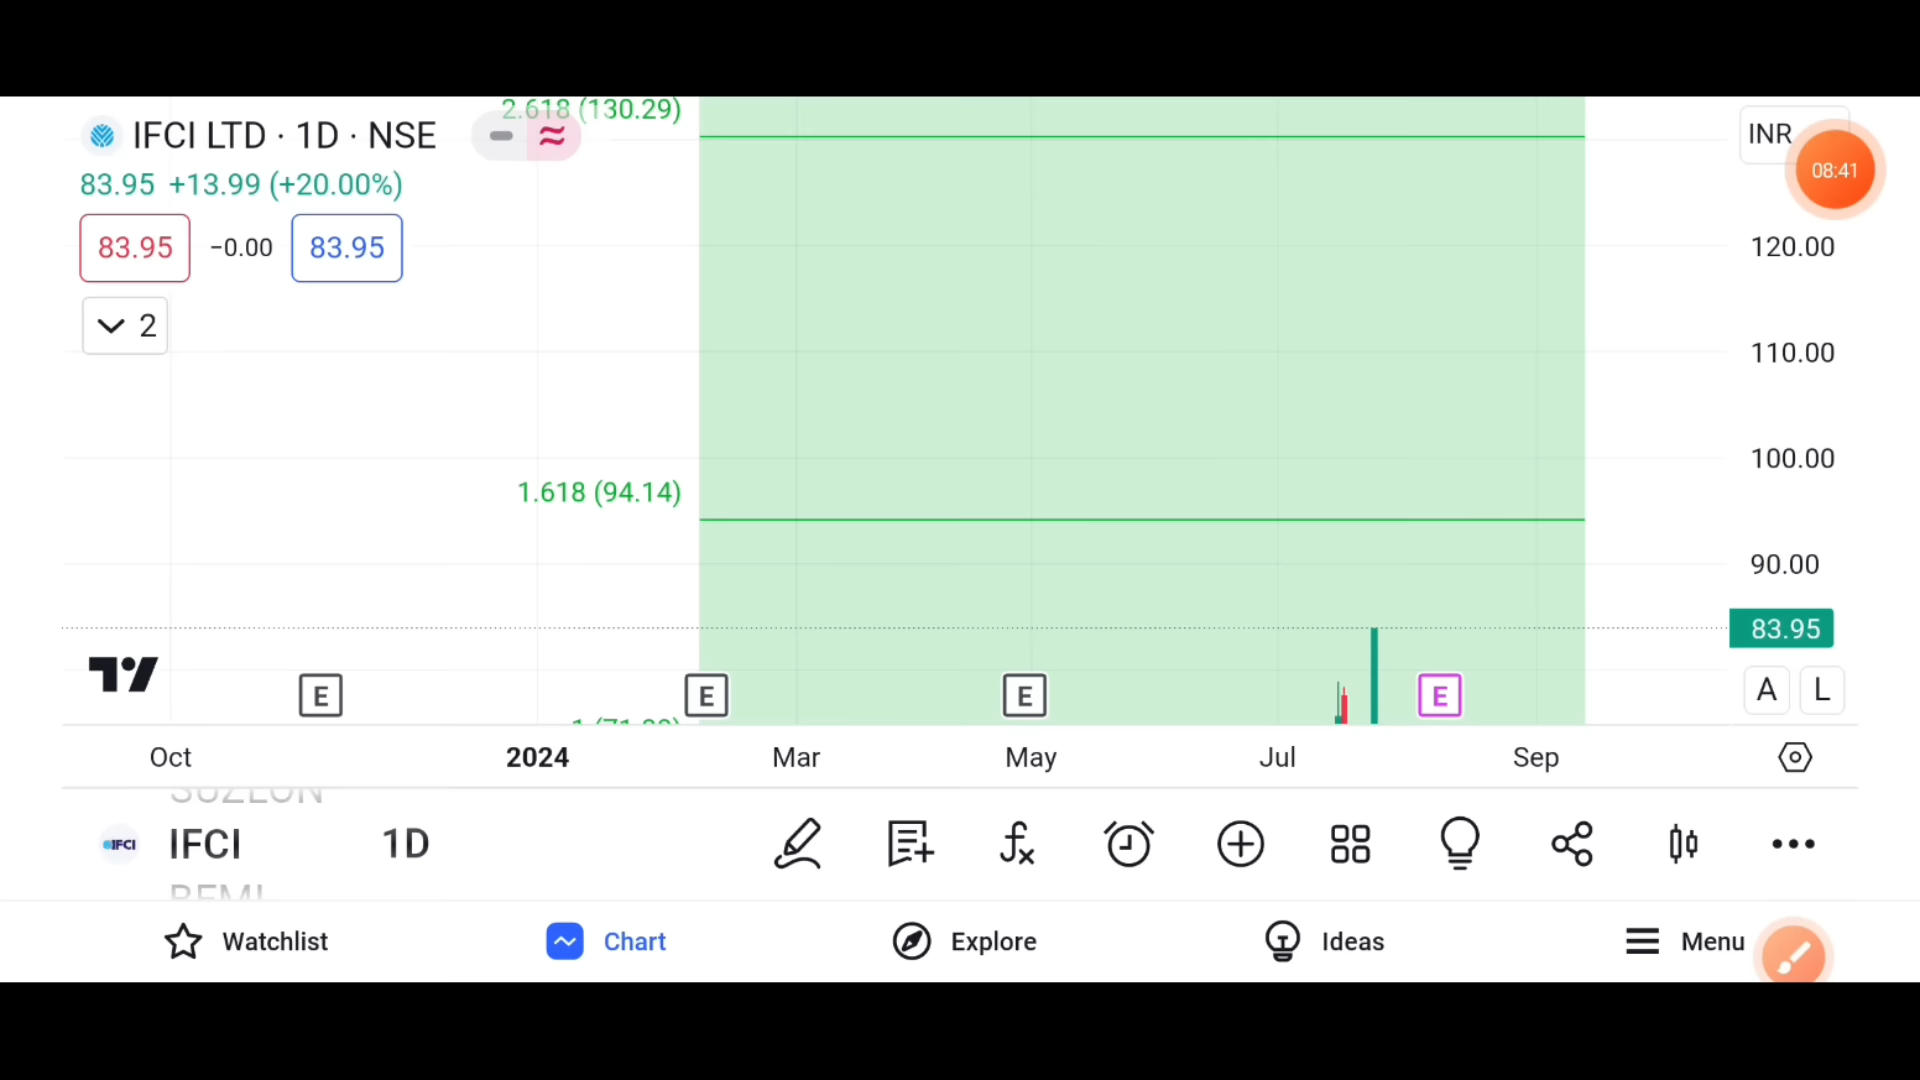 2.618 (130.29)
IFCI LTD · 1D · NSE
INR
08:41
83.95 +13.99 (+20.00%)
83.95 −0.00 83.95
120.00
2
110.00
100.00
1.618 (94.14)
90.00
83.95
E E E E
A L
Oct 2024 Mar May Jul Sep
SUZLON
IFCI 1D
Watchlist Chart Explore Ideas Menu